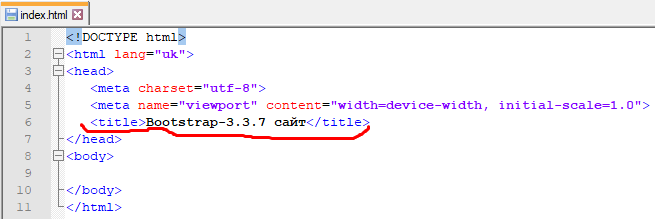 index.html
1 <!DOCTYPE html>
2 <html lang="uk">
3 <head>
4 <meta charset="utf-8">
5 <meta name="viewport" content="width=device-width, initial-scale=1.0">
6 <title>Bootstrap-3.3.7 сайт</title>
7 </head>
8 <body>
9
10 </body>
11 </html>